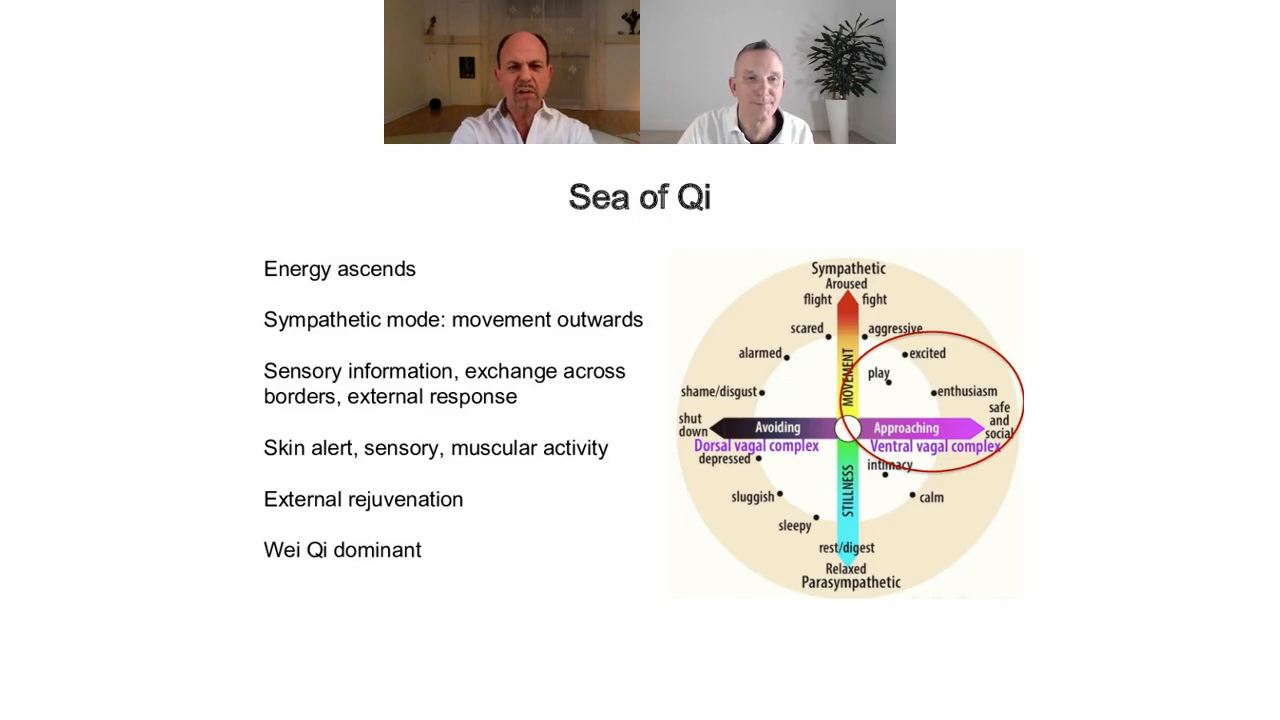 Sea of Qi
Energy ascends
Sympathetic mode: movement outwards
Sensory information, exchange across
borders, external response
Skin alert, sensory, muscular activity
External rejuvenation
Wei Qi dominant
Sympathetic
Aroused
flight
fight
scared
aggressive
alarmed
excited
play
shame/disgust
enthusiasm
MOVEMENT
shut
down
Avoiding
Approaching
safe
and
social
Dorsal vagal complex
Ventral vagal complex
depressed
intimacy
STILLNESS
sluggish
calm
sleepy
rest/digest
Relaxed
Parasympathetic